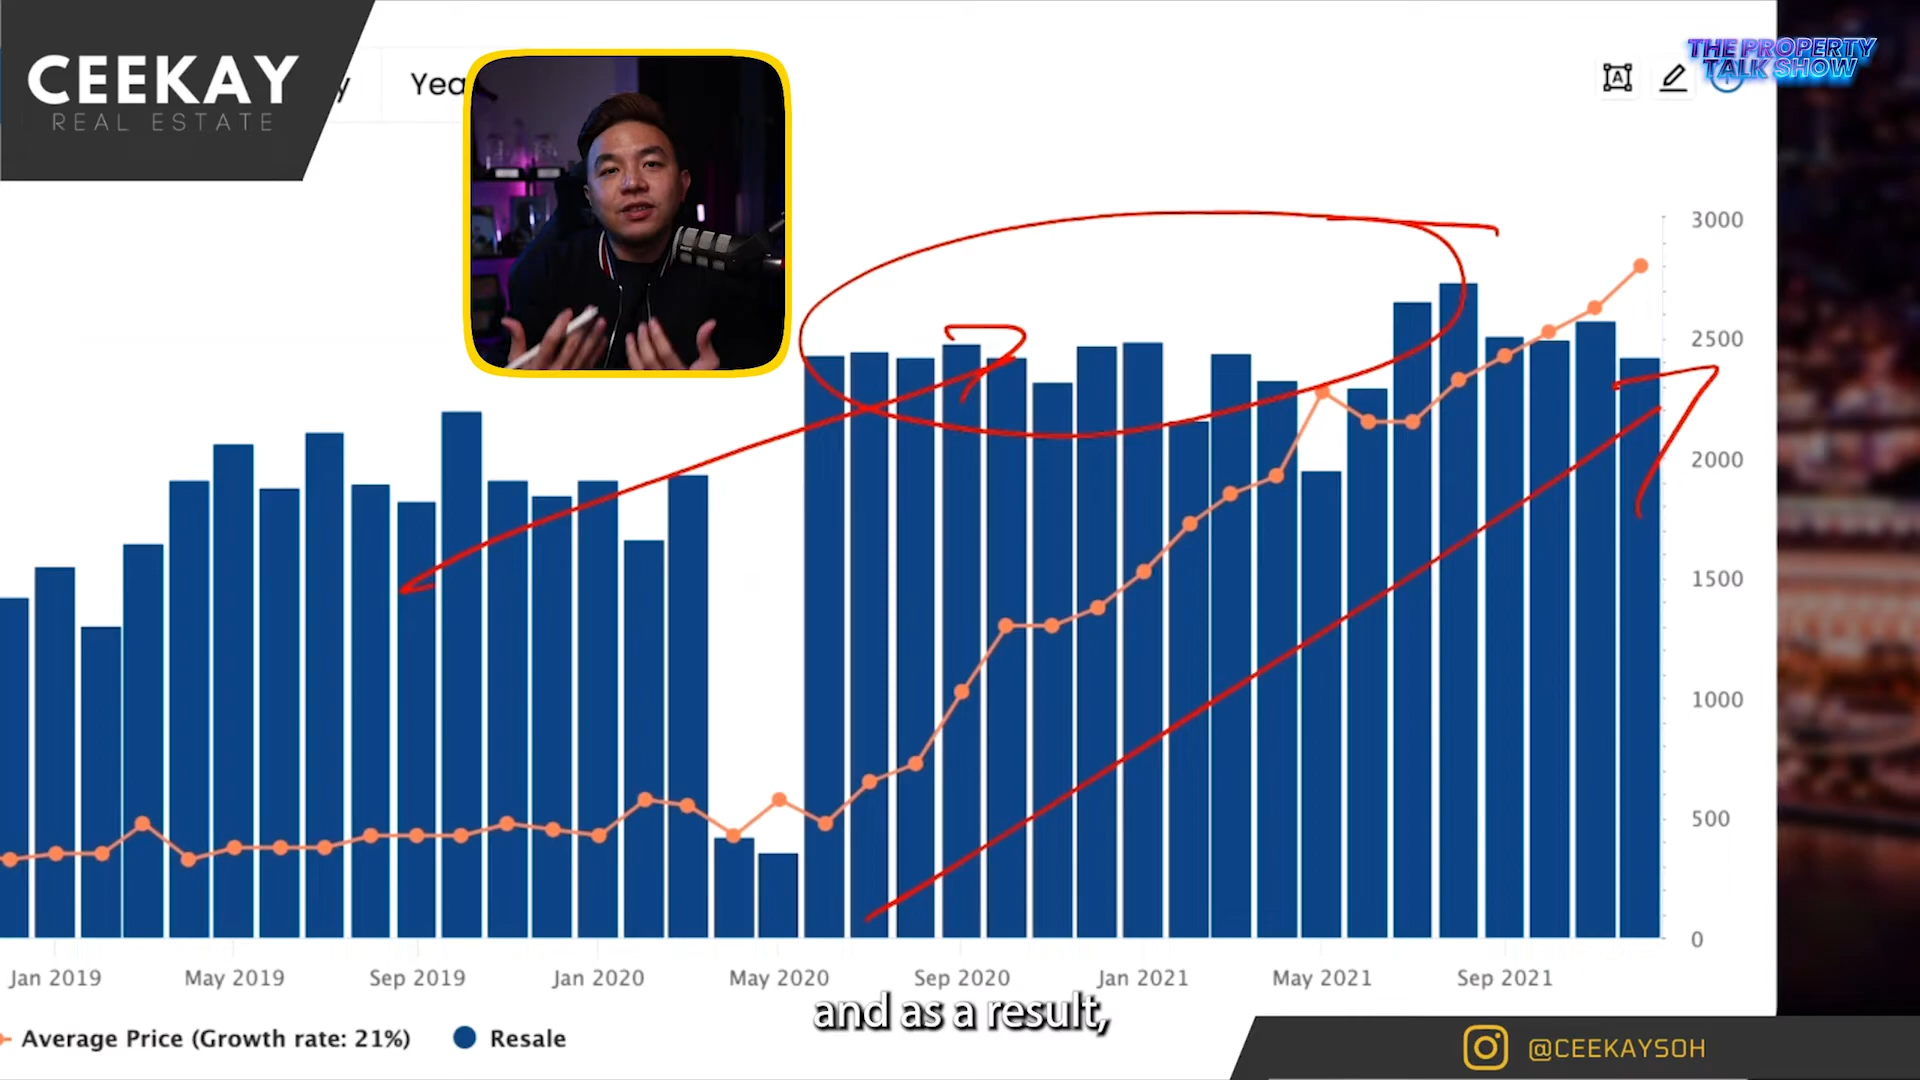 CEEKAY
REAL ESTATE
y
Yea
THE PROPERTY
TALK SHOW
A
3000
2500
2000
1500
1000
500
0
Jan 2019
May 2019
Sep 2019
Jan 2020
May 2020
Sep 2020
Jan 2021
May 2021
Sep 2021
and as a result,
Average Price (Growth rate: 21%)
Resale
@CEEKAYSOH